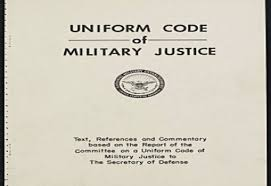 UNIFORM CODE
of
MILITARY JUSTICE
Text, References and Commentary
based on the Report of the
Committee on a Uniform Code of
Military Justice to
The Secretary of Defense